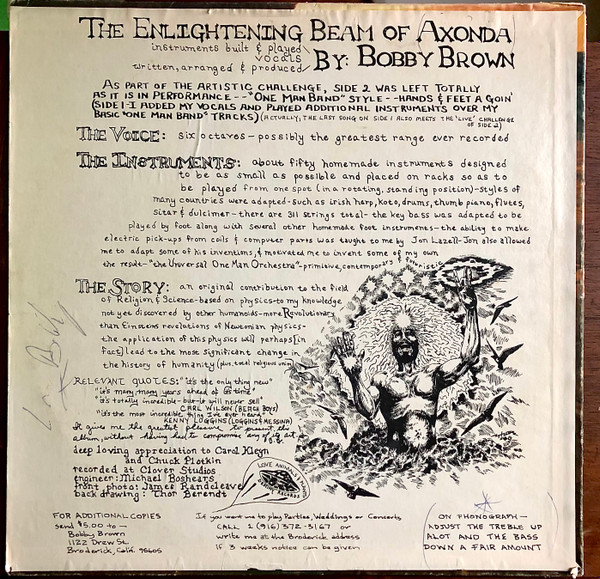 THE ENLIGHTENING BEAM OF AXONDA
instruments built & played
vocals
written, arranged & produced
BY: BOBBY BROWN
AS PART OF THE ARTISTIC CHALLENGE, SIDE 2 WAS LEFT TOTALLY
AS IT IS IN PERFORMANCE -- "ONE MAN BAND" STYLE -- HANDS & FEET A GOIN'
(SIDE 1 - I ADDED MY VOCALS AND PLAYED ADDITIONAL INSTRUMENTS OVER MY
BASIC "ONE MAN BAND" TRACKS) (ACTUALLY, THE LAST SONG ON SIDE 1 ALSO MEETS THE 'LIVE' CHALLENGE
OF SIDE 2)
THE VOICE: six octaves - possibly the greatest range ever recorded
THE INSTRUMENTS: about fifty homemade instruments designed
to be as small as possible and placed on racks so as to
be played from one spot (in a rotating, standing position) - styles of
many countries were adapted - such as irish harp, koto, drums, thumb piano, flutes,
sitar & dulcimer - there are 311 strings total - the key bass was adapted to be
played by foot along with several other homemade foot instruments - the ability to make
electric pick-ups from coils & computer parts was taught to me by Jon Lazell - Jon also allowed
me to adapt some of his inventions, & motivated me to invent some of my own
the result - "the Universal One Man Orchestra" - primitive, contemporary & futuristic
THE STORY: an original contribution to the field
of Religion & Science - based on physics - to my knowledge
not yet discovered by other humanoids - more Revolutionary
than Einsteins revelations of Newtonian physics -
the application of this physics will perhaps [in
fact] lead to the most significant change in
the history of humanity (plus, total religious unity)
RELEVANT QUOTES: "it's the only thing new"
"it's many, many years ahead of its time"
"it's totally incredible - but it will never sell"
CARL WILSON (BEACH BOYS)
"it's the most incredible thing I've ever heard"
KENNY LOGGINS (LOGGINS & MESSINA)
It gives me the greatest pleasure to present this
album, without having had to compromise any of its art
B.B.
deep loving appreciation to Carol Kleyn
and Chuck Plotkin
recorded at Clover Studios
engineer: Michael Boshears
front photo: James Randcleave
back drawing: Thor Berendt
LOVE ANIMALS DON'T EAT THEM
RECORDS
Love Bobby
FOR ADDITIONAL COPIES
send $5.00 to -
Bobby Brown
1122 Drew St.
Broderick, Calif. 95605
If you want me to play Parties, Weddings or Concerts
CALL 1 (916) 372-3167 or
write me at the Broderick address
if 3 weeks notice can be given
(ON PHONOGRAPH -
ADJUST THE TREBLE UP
ALOT AND THE BASS
DOWN A FAIR AMOUNT)